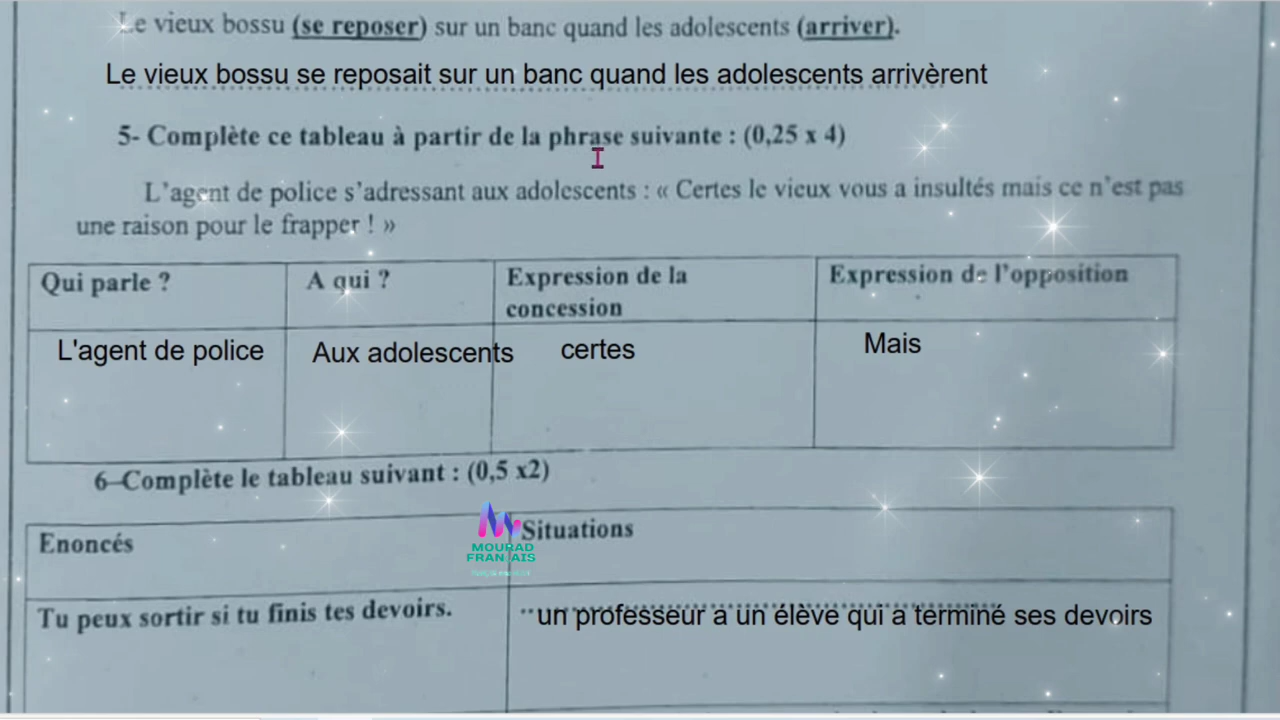 Le vieux bossu (se reposer) sur un banc quand les adolescents (arriver).
Le vieux bossu se reposait sur un banc quand les adolescents arrivèrent
5- Complète ce tableau à partir de la phrase suivante : (0,25 x 4)
L'agent de police s'adressant aux adolescents : « Certes le vieux vous a insultés mais ce n'est pas
une raison pour le frapper ! »
Qui parle ? A qui ? Expression de la concession Expression de l'opposition
L'agent de police Aux adolescents certes Mais
6–Complète le tableau suivant : (0,5 x2)
Enoncés Situations
MOURAD
FRANÇAIS
Tu peux sortir si tu finis tes devoirs. un professeur a un élève qui a terminé ses devoirs